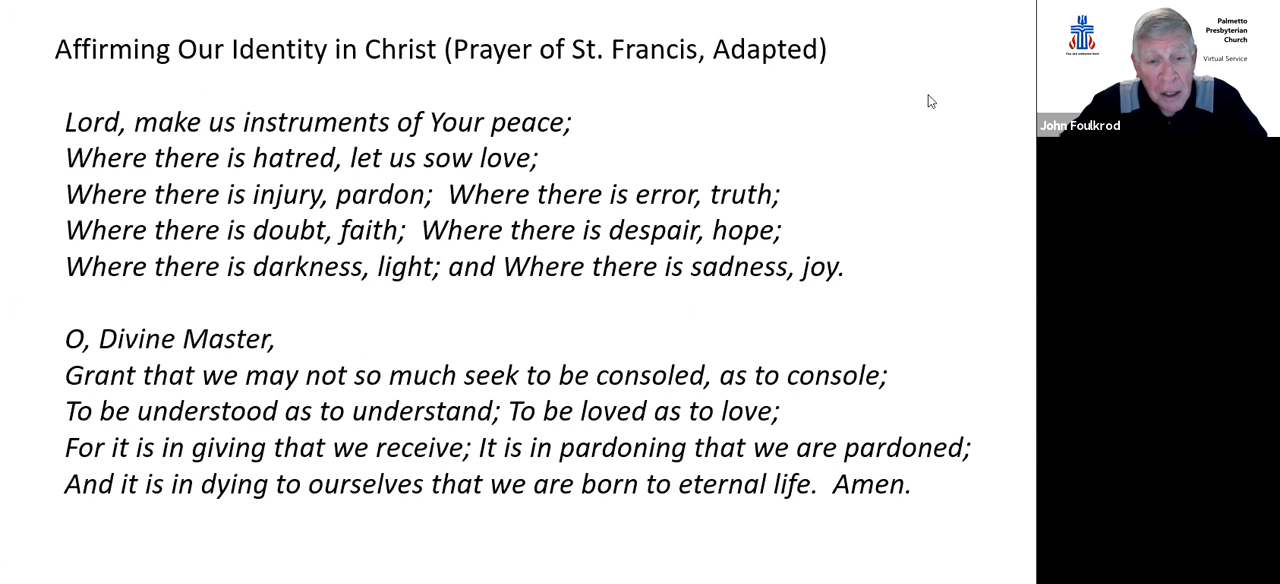 Affirming Our Identity in Christ (Prayer of St. Francis, Adapted)
Lord, make us instruments of Your peace;
Where there is hatred, let us sow love;
Where there is injury, pardon;  Where there is error, truth;
Where there is doubt, faith;  Where there is despair, hope;
Where there is darkness, light; and Where there is sadness, joy.
O, Divine Master,
Grant that we may not so much seek to be consoled, as to console;
To be understood as to understand; To be loved as to love;
For it is in giving that we receive; It is in pardoning that we are pardoned;
And it is in dying to ourselves that we are born to eternal life.  Amen.
Palmetto
Presbyterian
Church
Virtual Service
You are welcome here
John Foulkrod